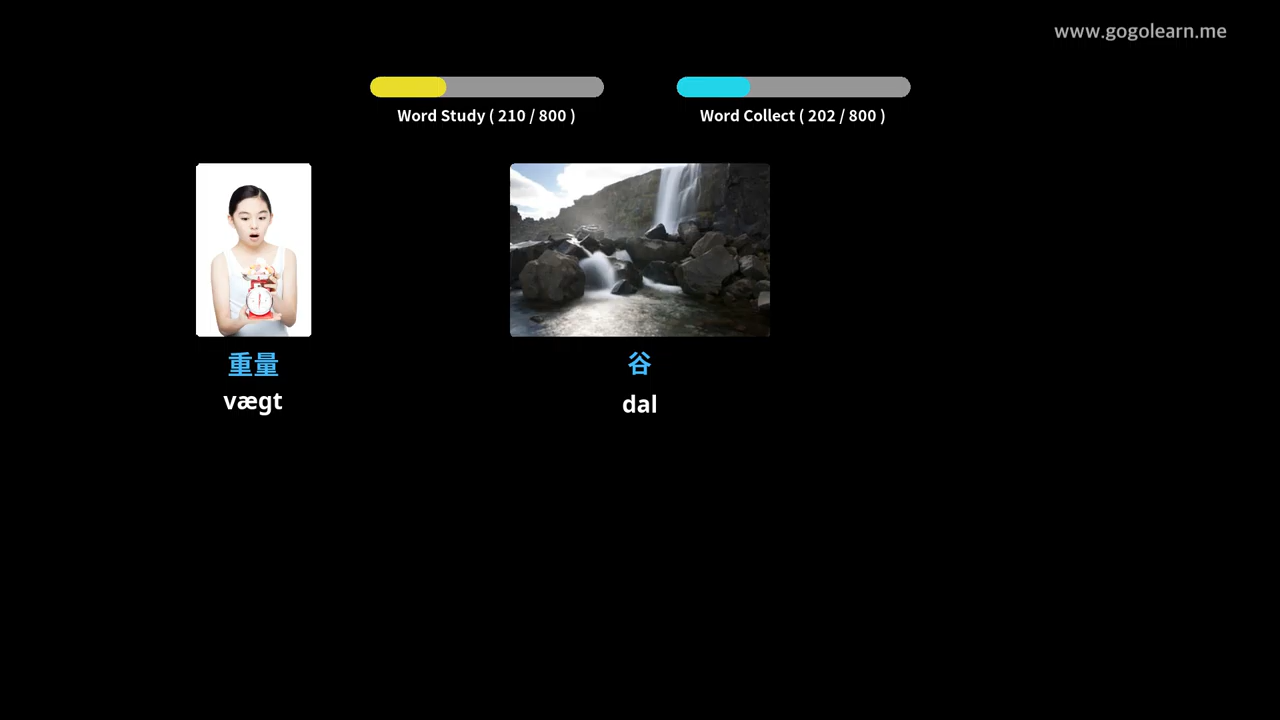 www.gogolearn.me
Word Study ( 210 / 800 )
Word Collect ( 202 / 800 )
重量
vægt
谷
dal